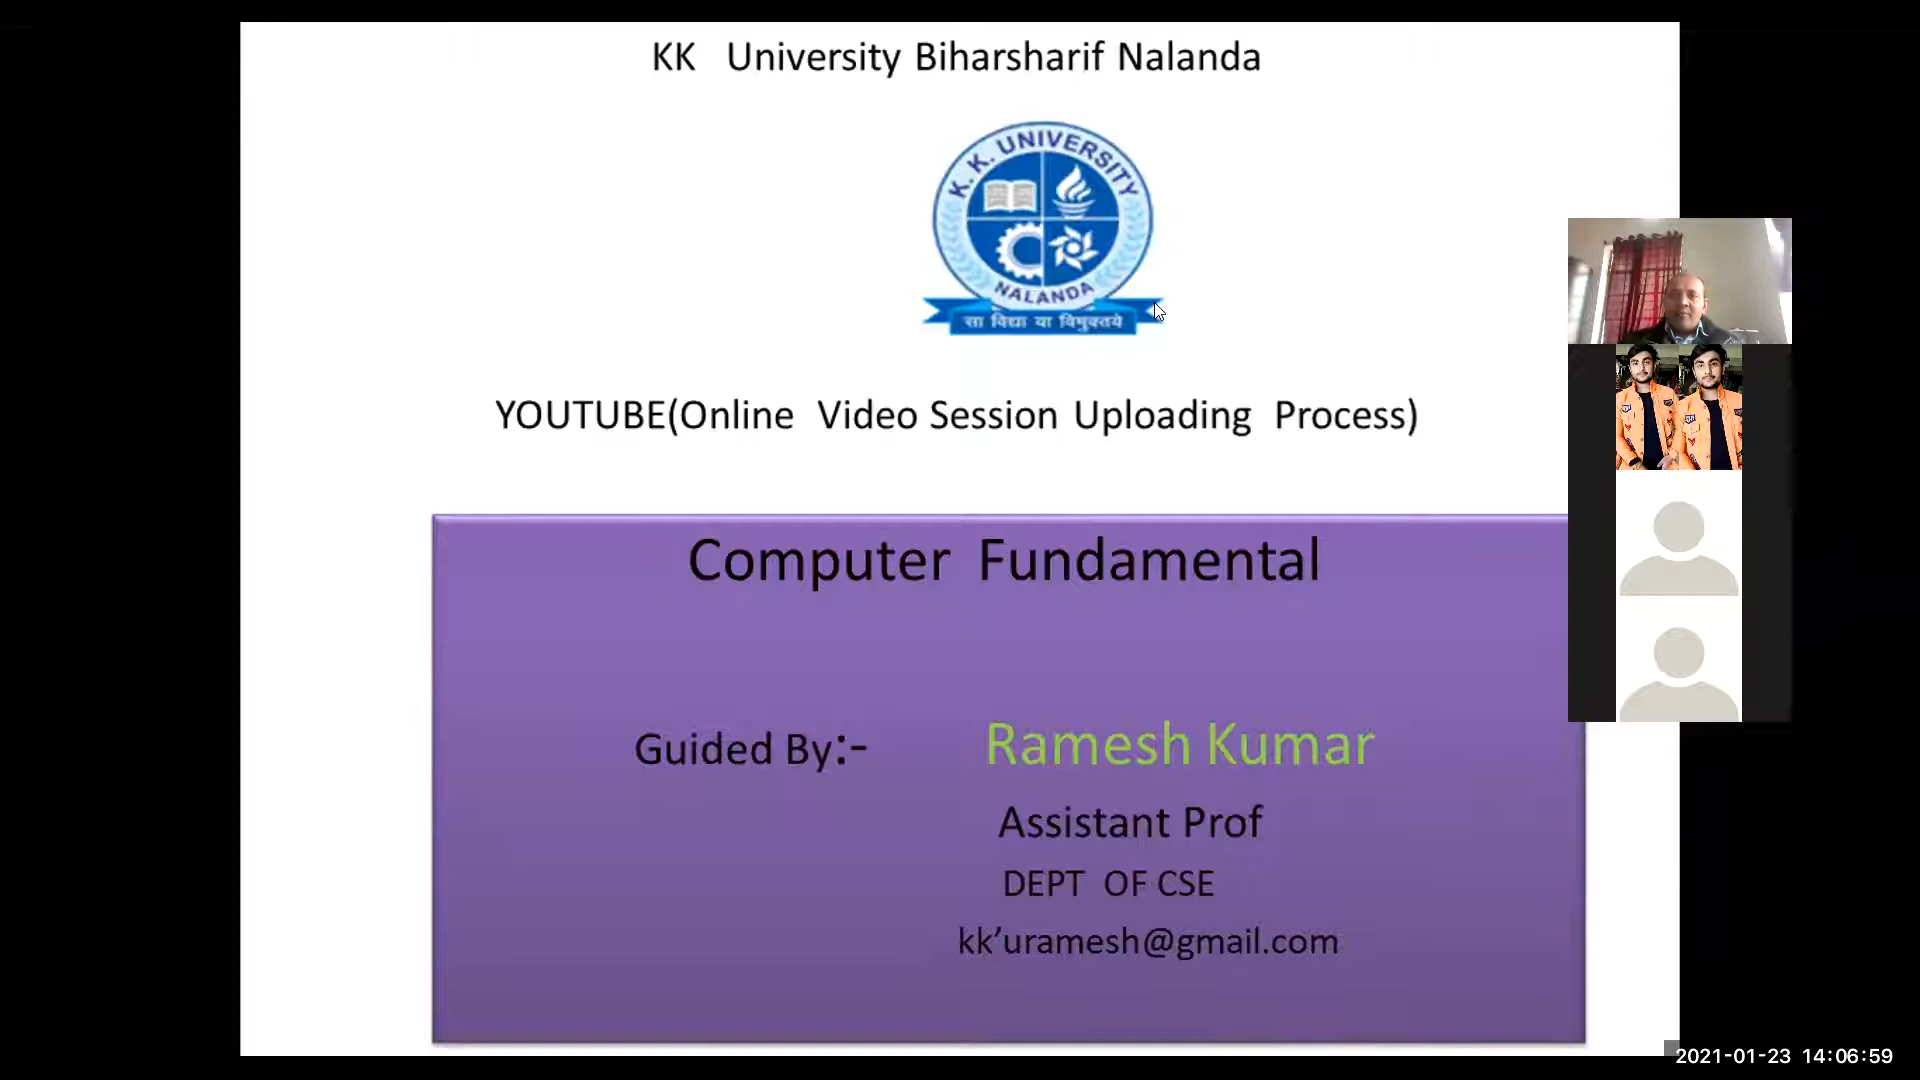 KK University Biharsharif Nalanda
K. K. UNIVERSITY
NALANDA
सा विद्या या विमुक्तये
YOUTUBE(Online Video Session Uploading Process)
Computer Fundamental
Guided By:- Ramesh Kumar
Assistant Prof
DEPT OF CSE
kk’uramesh@gmail.com
2021-01-23 14:06:59